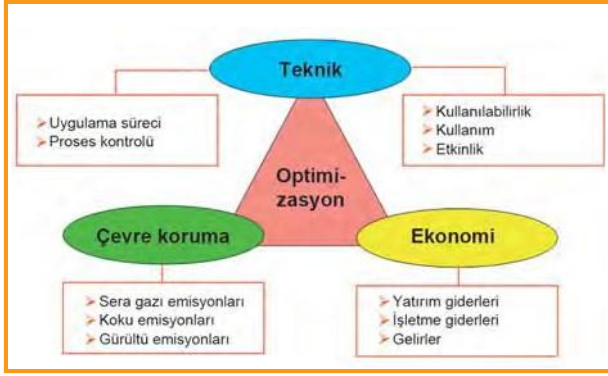 Teknik
➢Uygulama süreci
➢Proses kontrolü
➢Kullanılabilirlik
➢Kullanım
➢Etkinlik
Optimi-
zasyon
Çevre koruma
Ekonomi
➢Sera gazı emisyonları
➢Koku emisyonları
➢Gürültü emisyonları
➢Yatırım giderleri
➢İşletme giderleri
➢Gelirler